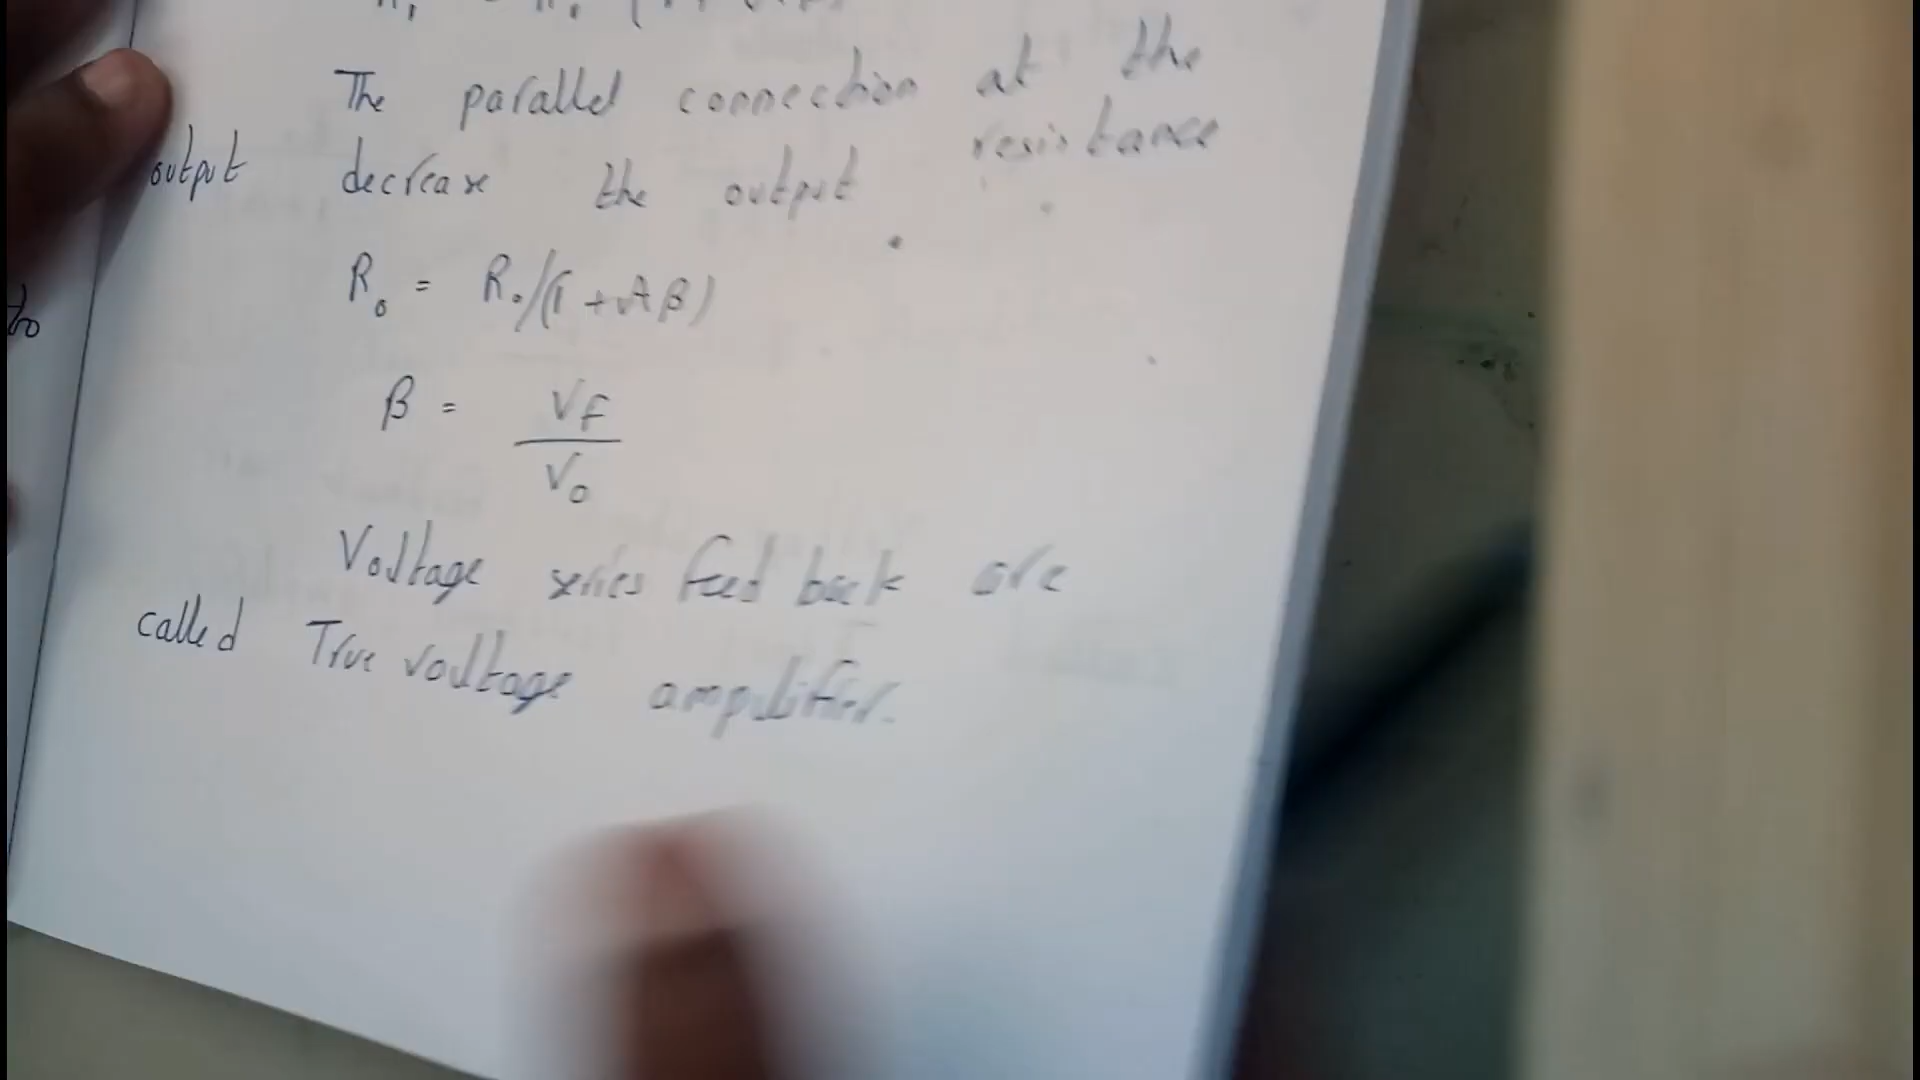 The parallel connection at the
output decrease the output resistance
R₀ = R₀/(1+Aβ)
β = VF / V₀
Voltage series feed back are
called True voltage amplifier.
to